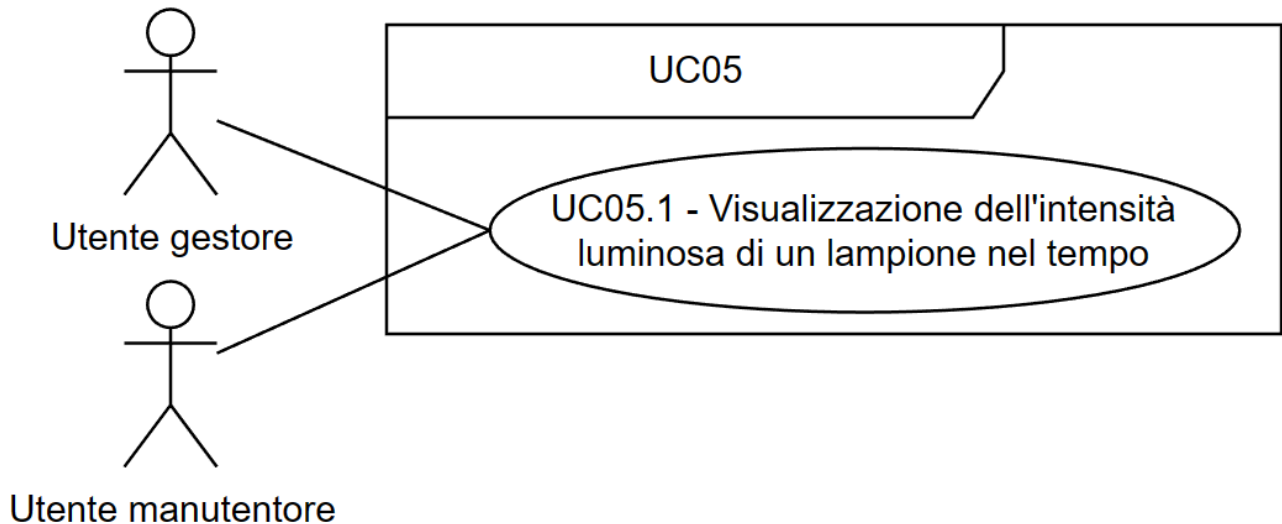 UC05
UC05.1 - Visualizzazione dell'intensità
luminosa di un lampione nel tempo
Utente gestore
Utente manutentore